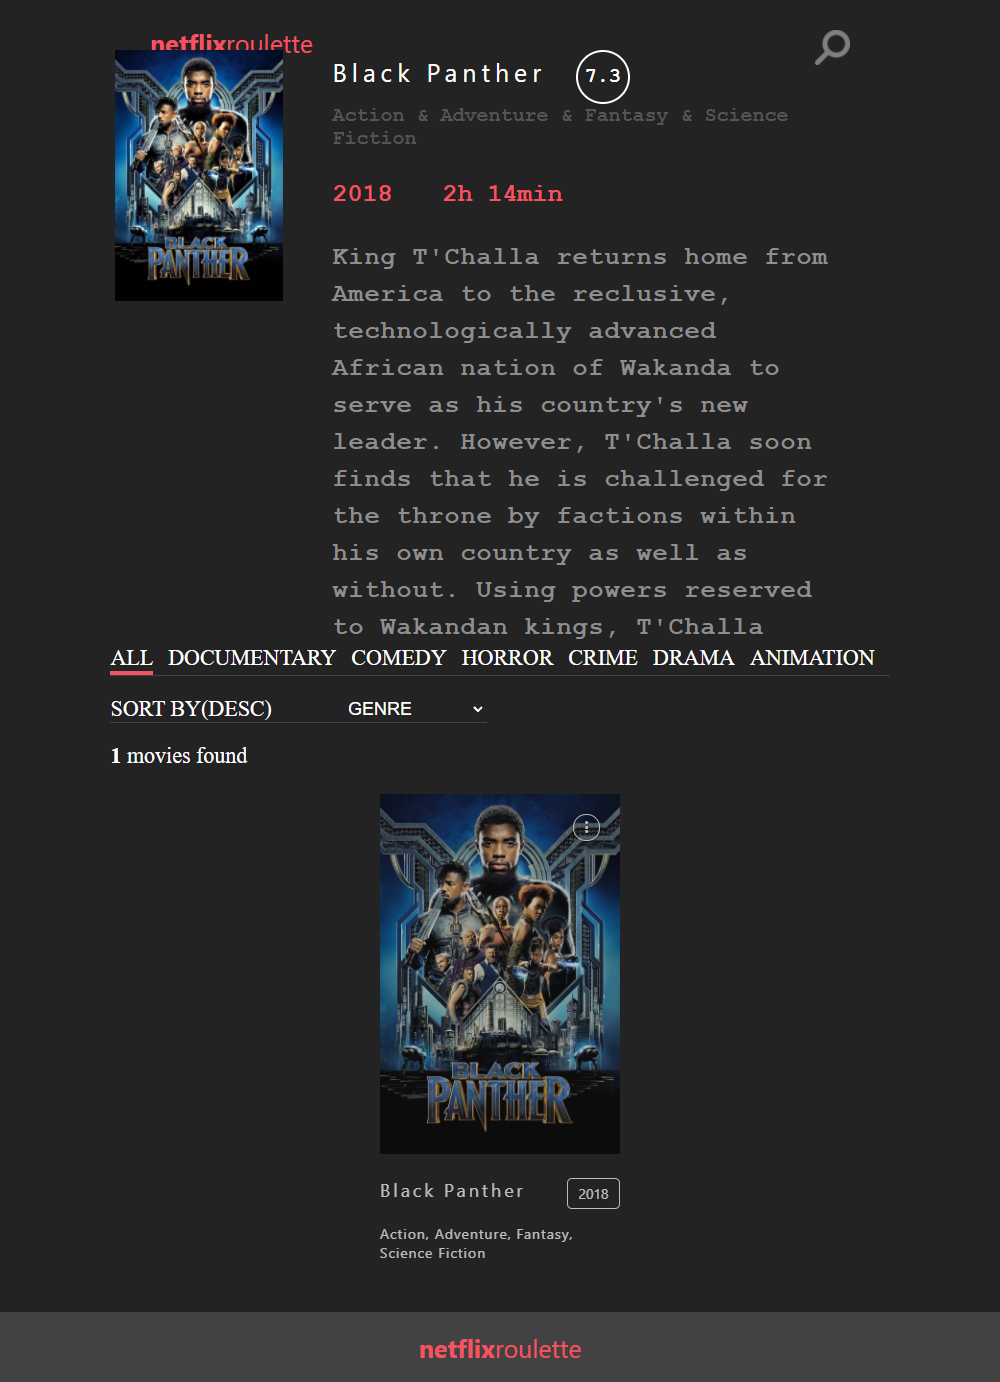 netflixroulette
Black Panther 7.3
Action & Adventure & Fantasy & Science
Fiction
2018 2h 14min
King T'Challa returns home from
America to the reclusive,
technologically advanced
African nation of Wakanda to
serve as his country's new
leader. However, T'Challa soon
finds that he is challenged for
the throne by factions within
his own country as well as
without. Using powers reserved
to Wakandan kings, T'Challa
BLACK
PANTHER
ALL DOCUMENTARY COMEDY HORROR CRIME DRAMA ANIMATION
SORT BY(DESC) GENRE
1 movies found
BLACK
PANTHER
Black Panther 2018
Action, Adventure, Fantasy,
Science Fiction
netflixroulette